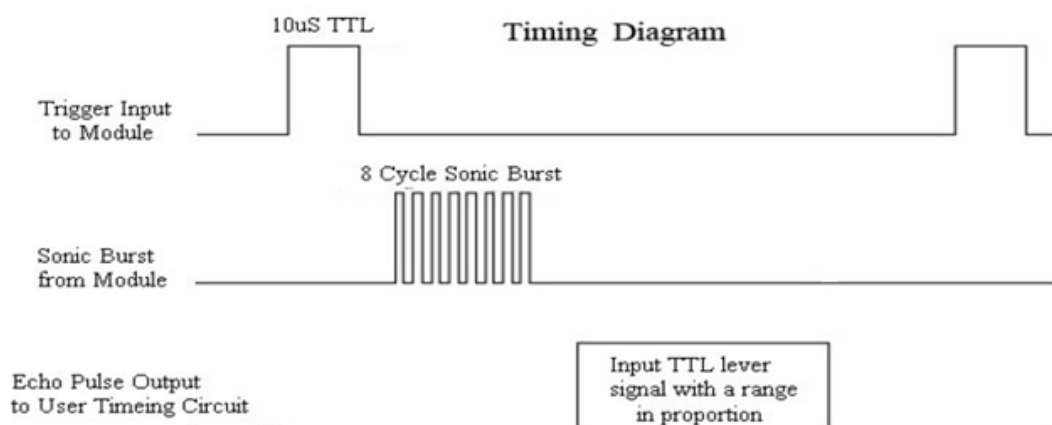 10uS TTL
Timing Diagram
Trigger Input
to Module
8 Cycle Sonic Burst
Sonic Burst
from Module
Echo Pulse Output
to User Timeing Circuit
Input TTL lever
signal with a range
in proportion